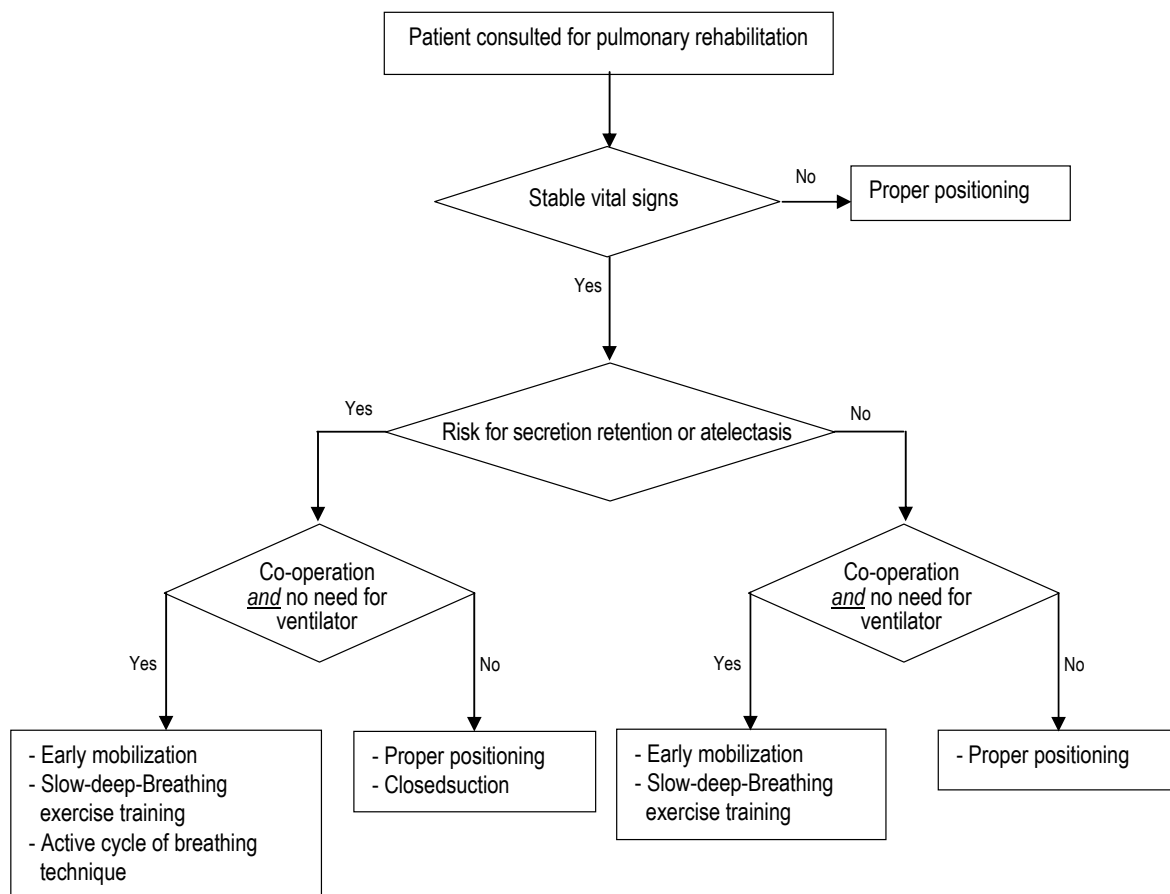 Patient consulted for pulmonary rehabilitation
Stable vital signs
No
Proper positioning
Yes
Yes
Risk for secretion retention or atelectasis
No
Co-operation
and no need for
ventilator
Yes
No
Co-operation
and no need for
ventilator
Yes
No
- Early mobilization
- Slow-deep-Breathing
exercise training
- Active cycle of breathing
technique
- Proper positioning
- Closedsuction
- Early mobilization
- Slow-deep-Breathing
exercise training
- Proper positioning